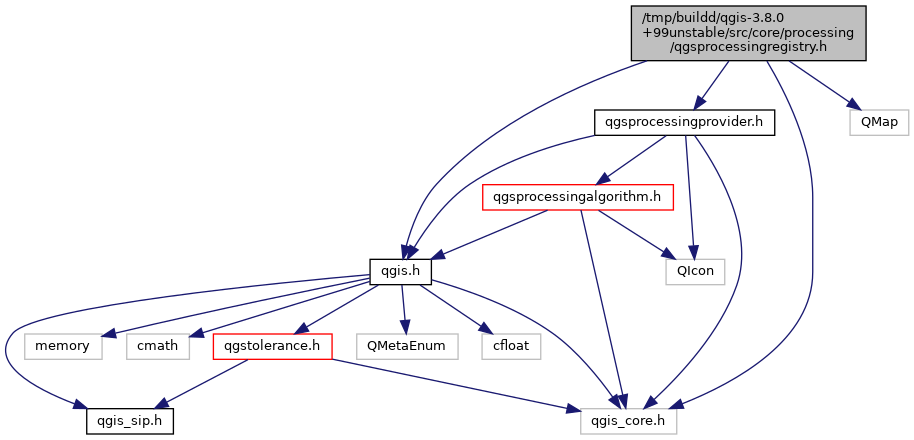 /tmp/buildd/qgis-3.8.0
+99unstable/src/core/processing
/qgsprocessingregistry.h
qgsprocessingprovider.h
QMap
qgsprocessingalgorithm.h
qgis.h
QIcon
memory
cmath
qgstolerance.h
QMetaEnum
cfloat
qgis_sip.h
qgis_core.h